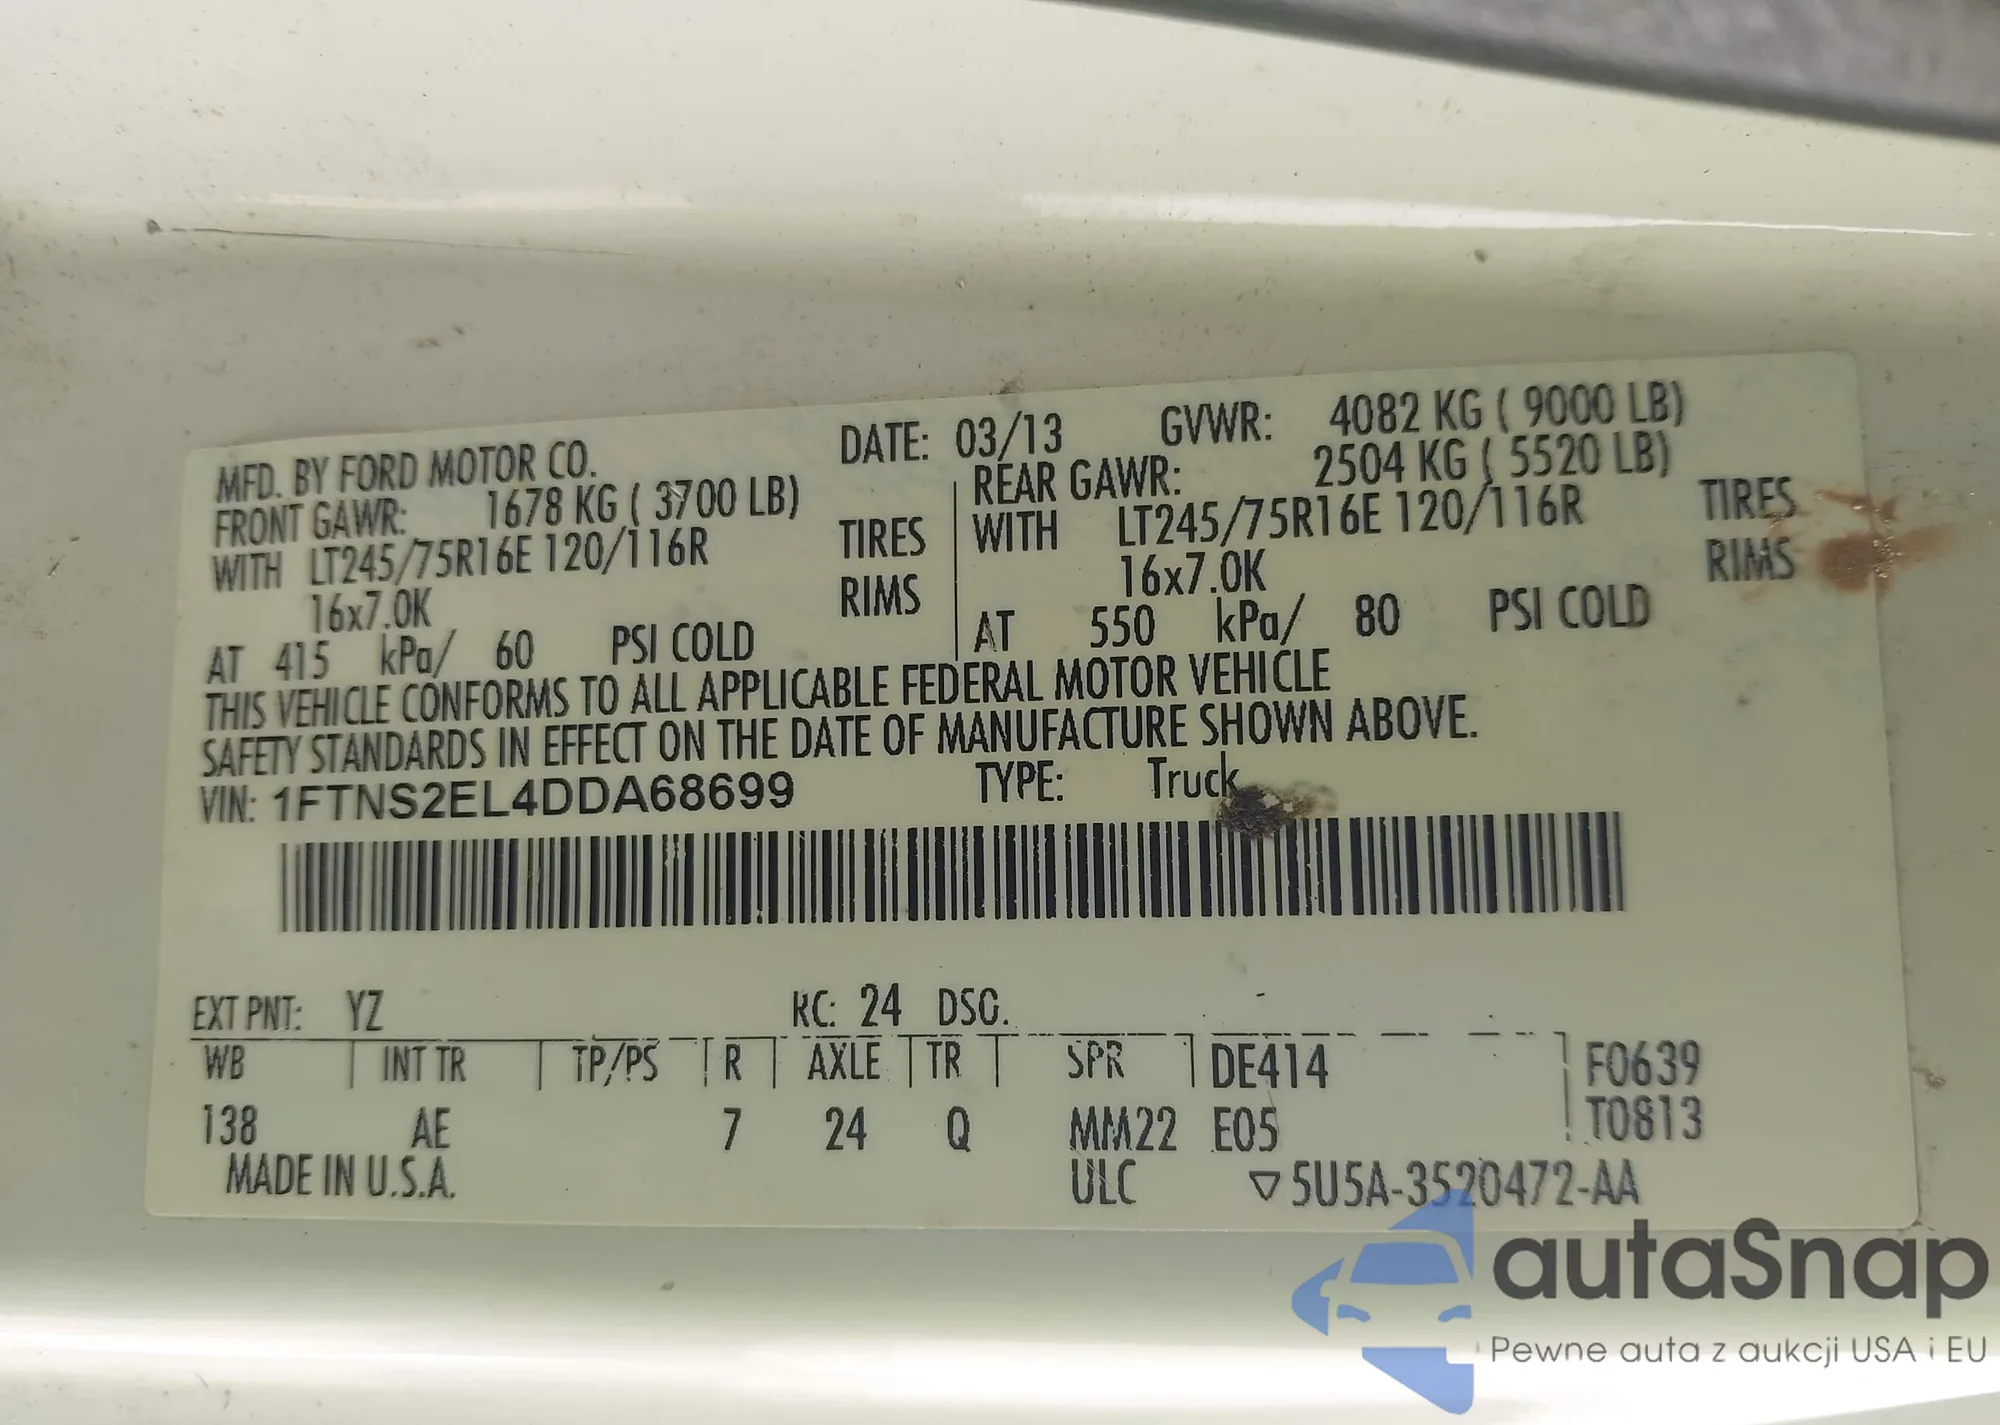 MFD. BY FORD MOTOR CO. DATE: 03/13 GVWR: 4082 KG ( 9000 LB)
FRONT GAWR: 1678 KG ( 3700 LB) REAR GAWR: 2504 KG ( 5520 LB)
WITH LT245/75R16E 120/116R TIRES WITH LT245/75R16E 120/116R TIRES
16x7.0K RIMS 16x7.0K RIMS
AT 415 kPa/ 60 PSI COLD AT 550 kPa/ 80 PSI COLD
THIS VEHICLE CONFORMS TO ALL APPLICABLE FEDERAL MOTOR VEHICLE
SAFETY STANDARDS IN EFFECT ON THE DATE OF MANUFACTURE SHOWN ABOVE.
VIN: 1FTNS2EL4DDA68699 TYPE: Truck
EXT PNT: YZ RC: 24 DSO:
WB INT TR TP/PS R AXLE TR SPR DE414 F0639
138 AE 7 24 Q MM22 E05 T0813
MADE IN U.S.A. ULC ▽5U5A-3520472-AA
autaSnap
Pewne auta z aukcji USA i EU